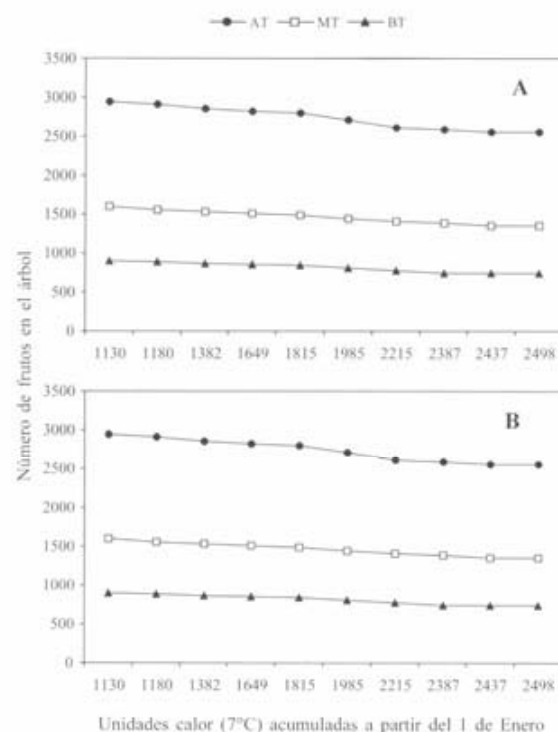 AT MT BT
A
3500
3000
2500
2000
1500
1000
500
0
1130 1180 1382 1649 1815 1985 2215 2387 2437 2498
Número de frutos en el árbol
B
3500
3000
2500
2000
1500
1000
500
0
1130 1180 1382 1649 1815 1985 2215 2387 2437 2498
Unidades calor (7°C) acumuladas a partir del 1 de Enero